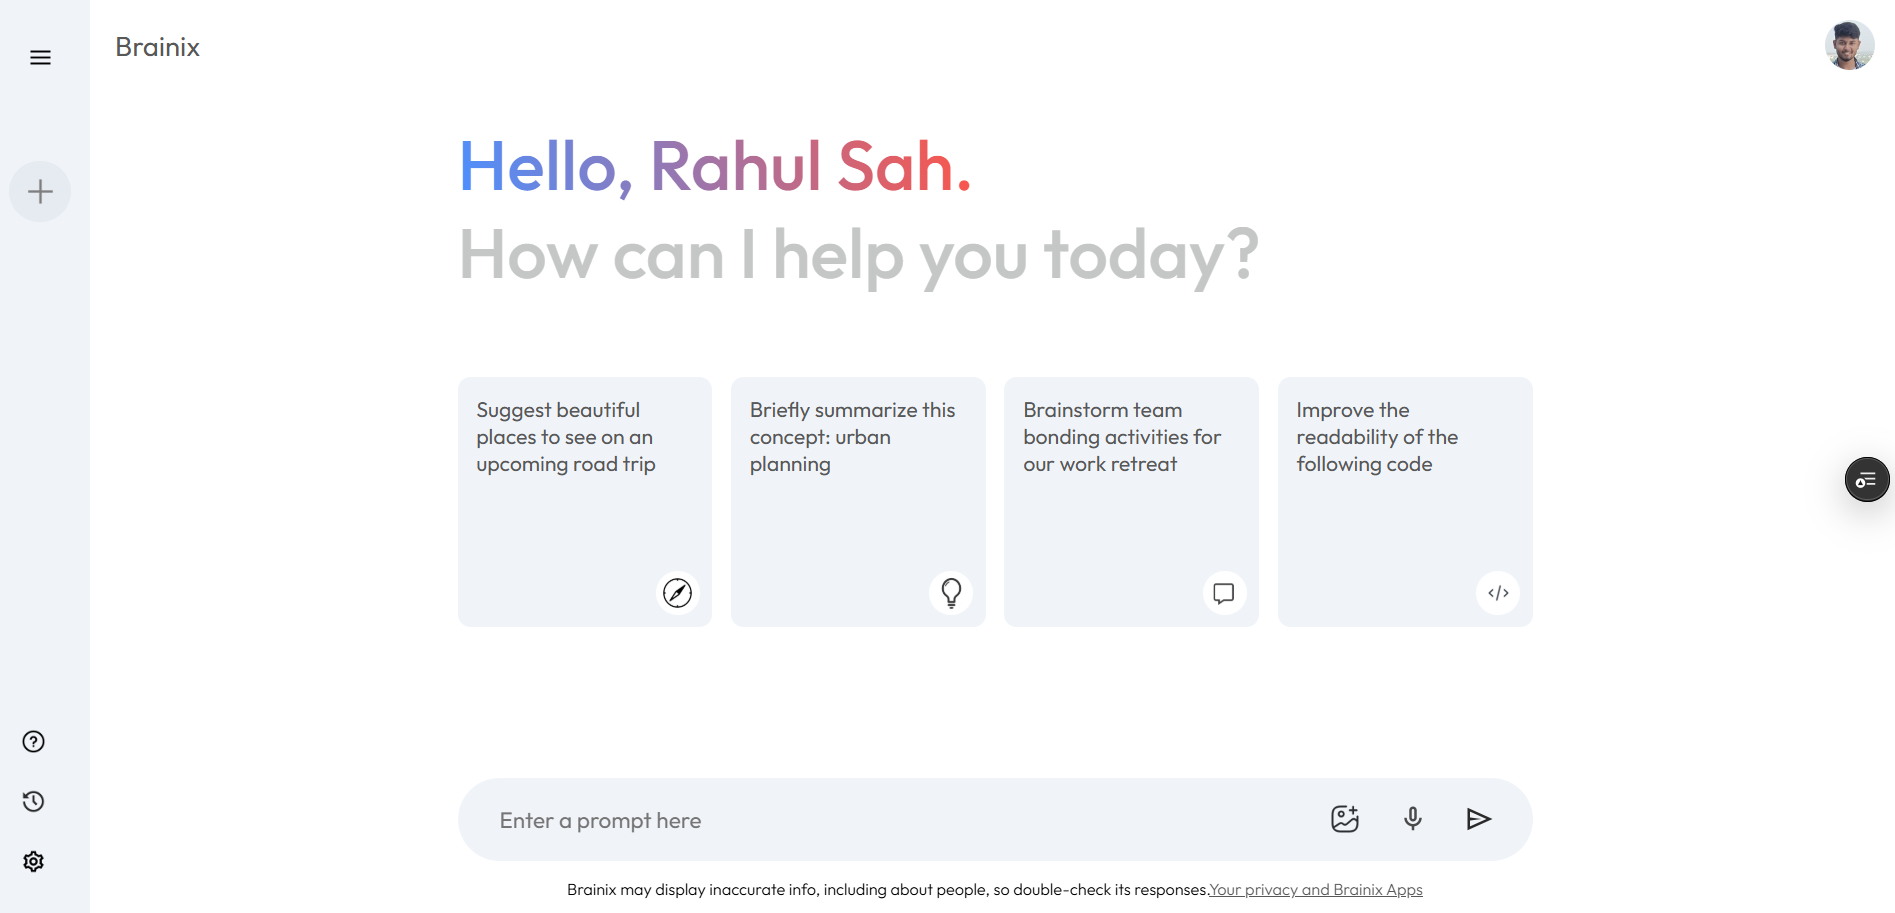 Brainix
Hello, Rahul Sah.
How can I help you today?
Suggest beautiful
places to see on an
upcoming road trip
Briefly summarize this
concept: urban
planning
Brainstorm team
bonding activities for
our work retreat
Improve the
readability of the
following code
Enter a prompt here
Brainix may display inaccurate info, including about people, so double-check its responses.Your privacy and Brainix Apps